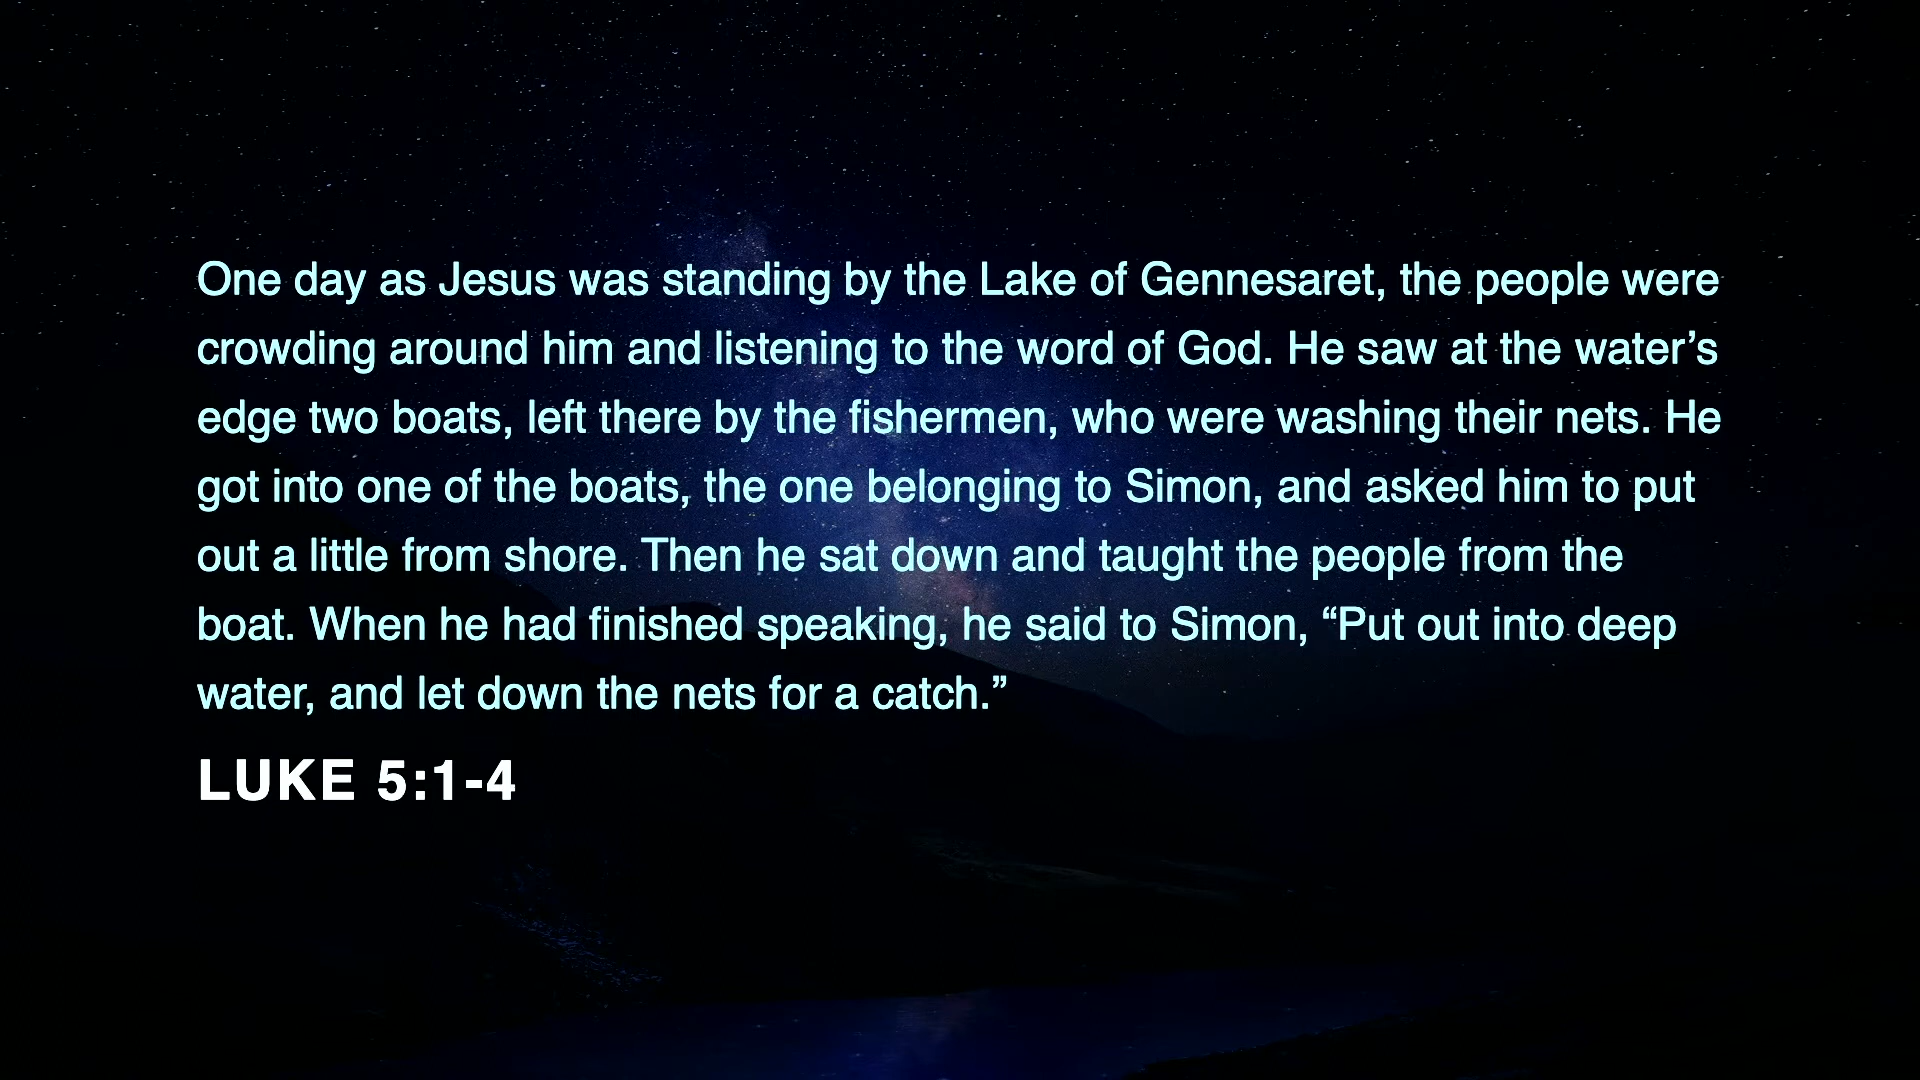 One day as Jesus was standing by the Lake of Gennesaret, the people were
crowding around him and listening to the word of God. He saw at the water’s
edge two boats, left there by the fishermen, who were washing their nets. He
got into one of the boats, the one belonging to Simon, and asked him to put
out a little from shore. Then he sat down and taught the people from the
boat. When he had finished speaking, he said to Simon, “Put out into deep
water, and let down the nets for a catch.”
LUKE 5:1-4